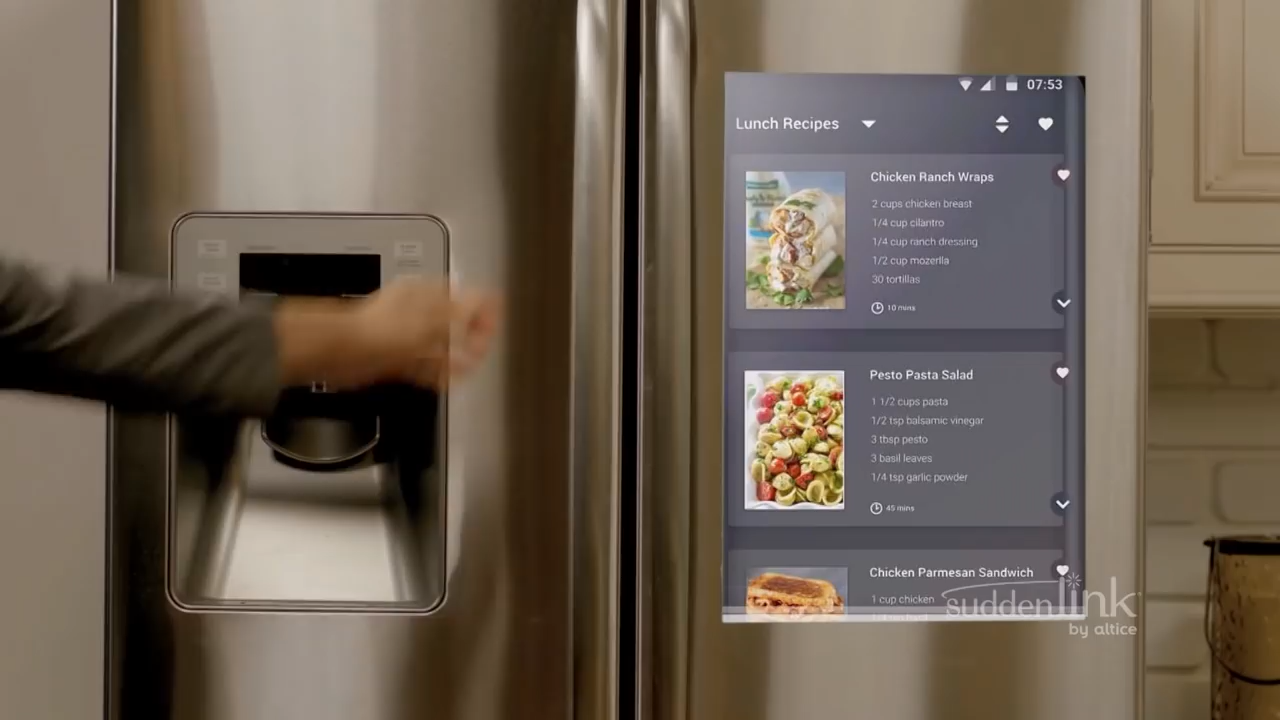 07:53
Lunch Recipes
Chicken Ranch Wraps
2 cups chicken breast
1/4 cup cilantro
1/4 cup ranch dressing
1/2 cup mozerlla
30 tortillas
10 mins
Pesto Pasta Salad
1 1/2 cups pasta
1/2 tsp balsamic vinegar
3 tbsp pesto
3 basil leaves
1/4 tsp garlic powder
45 mins
Chicken Parmesan Sandwich
1 cup chicken
suddenlink
by altice